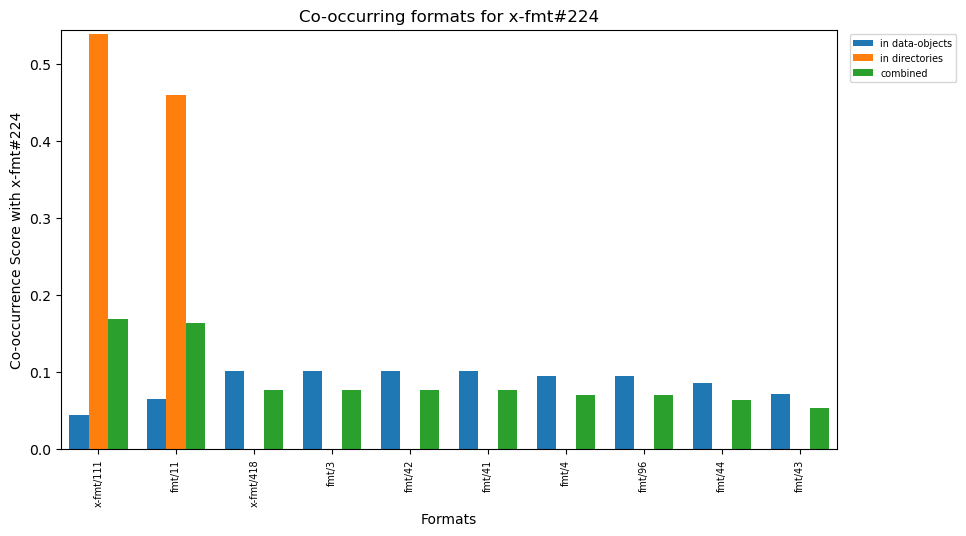 Co-occurring formats for x-fmt#224
in data-objects
in directories
combined
Co-occurrence Score with x-fmt#224
0.5
0.4
0.3
0.2
0.1
0.0
x-fmt/111
fmt/11
x-fmt/418
fmt/3
fmt/42
fmt/41
fmt/4
fmt/96
fmt/44
fmt/43
Formats